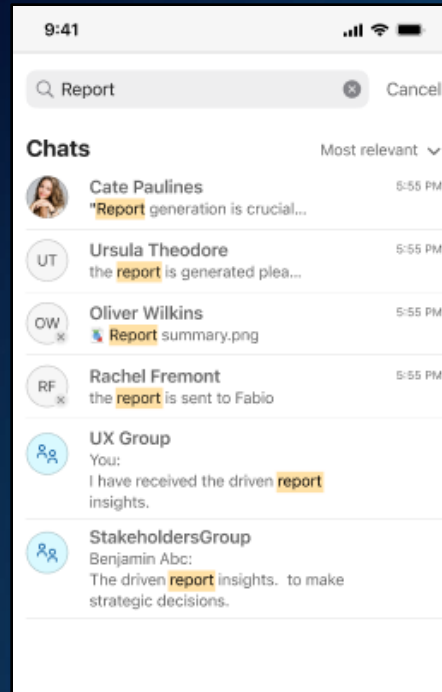 9:41
Report
Cancel
Chats
Most relevant
Cate Paulines
5:55 PM
"Report generation is crucial...
UT
Ursula Theodore
5:55 PM
the report is generated plea...
OW
Oliver Wilkins
5:55 PM
Report summary.png
RF
Rachel Fremont
5:55 PM
the report is sent to Fabio
UX Group
You:
I have received the driven report
insights.
StakeholdersGroup
Benjamin Abc:
The driven report insights.  to make
strategic decisions.